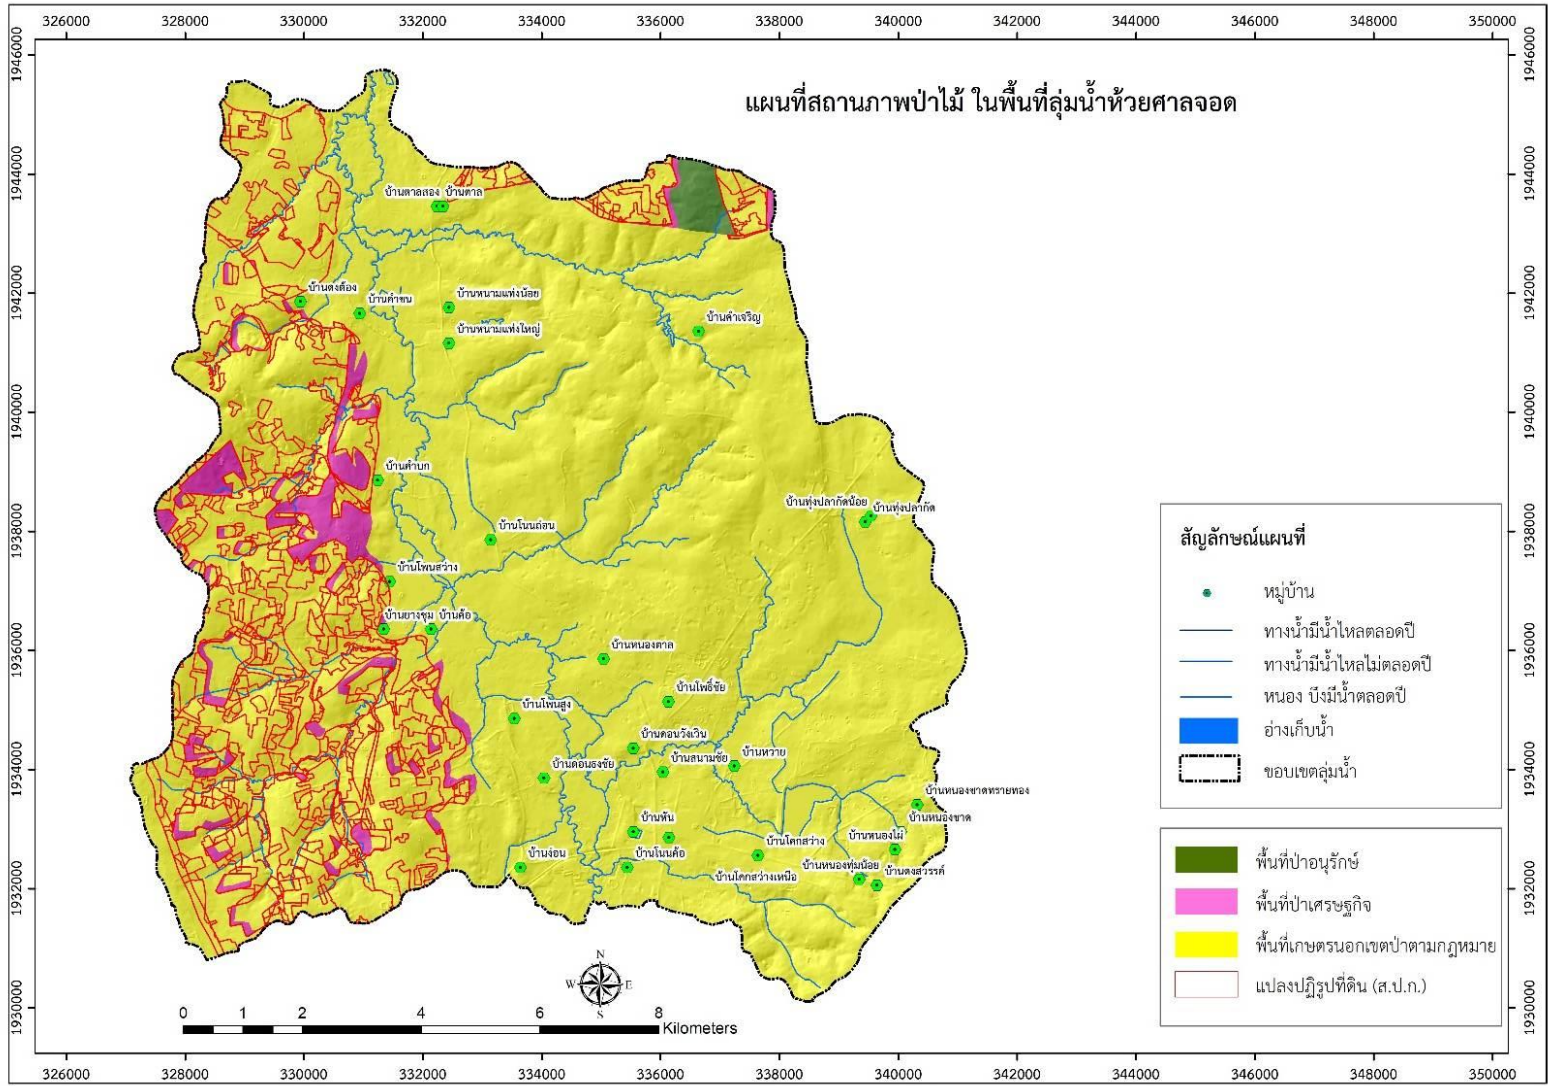 326000 328000 330000 332000 334000 336000 338000 340000 342000 344000 346000 348000 350000
แผนที่สถานภาพป่าไม้ ในพื้นที่ลุ่มน้ำห้วยศาลจอด
1946000 1946000
1944000 1944000
บ้านตาลสอง บ้านตาล
1942000 1942000
บ้านดงต้อง
บ้านคำขน
บ้านหนามแท่งน้อย
บ้านคำเจริญ
บ้านหนามแท่งใหญ่
1940000 1940000
บ้านคำบก
บ้านทุ่งปลากัดน้อย
บ้านทุ่งปลากัด
1938000 1938000
บ้านโนนถ่อน
บ้านโพนสว่าง
บ้านยางชุม บ้านค้อ
1936000 1936000
บ้านหนองตาล
บ้านโพธิ์ชัย
บ้านโพนสูง
บ้านดอนวังเวิน
บ้านสนามชัย
บ้านหวาย
1934000 1934000
บ้านดอนธงชัย
บ้านหนองขาดทรายทอง
บ้านหนองขาด
บ้านหัน
บ้านหนองไผ่
บ้านโคกสว่าง
บ้านง่อน
บ้านโนนค้อ
บ้านหนองทุ่มน้อย
บ้านดงสวรรค์
บ้านโคกสว่างเหนือ
1932000 1932000
1930000 1930000
สัญลักษณ์แผนที่
หมู่บ้าน
ทางน้ำมีน้ำไหลตลอดปี
ทางน้ำมีน้ำไหลไม่ตลอดปี
หนอง บึงมีน้ำตลอดปี
อ่างเก็บน้ำ
ขอบเขตลุ่มน้ำ
พื้นที่ป่าอนุรักษ์
พื้นที่ป่าเศรษฐกิจ
พื้นที่เกษตรนอกเขตป่าตามกฎหมาย
แปลงปฏิรูปที่ดิน (ส.ป.ก.)
N
W E
S
0 1 2 4 6 8
Kilometers
326000 328000 330000 332000 334000 336000 338000 340000 342000 344000 346000 348000 350000